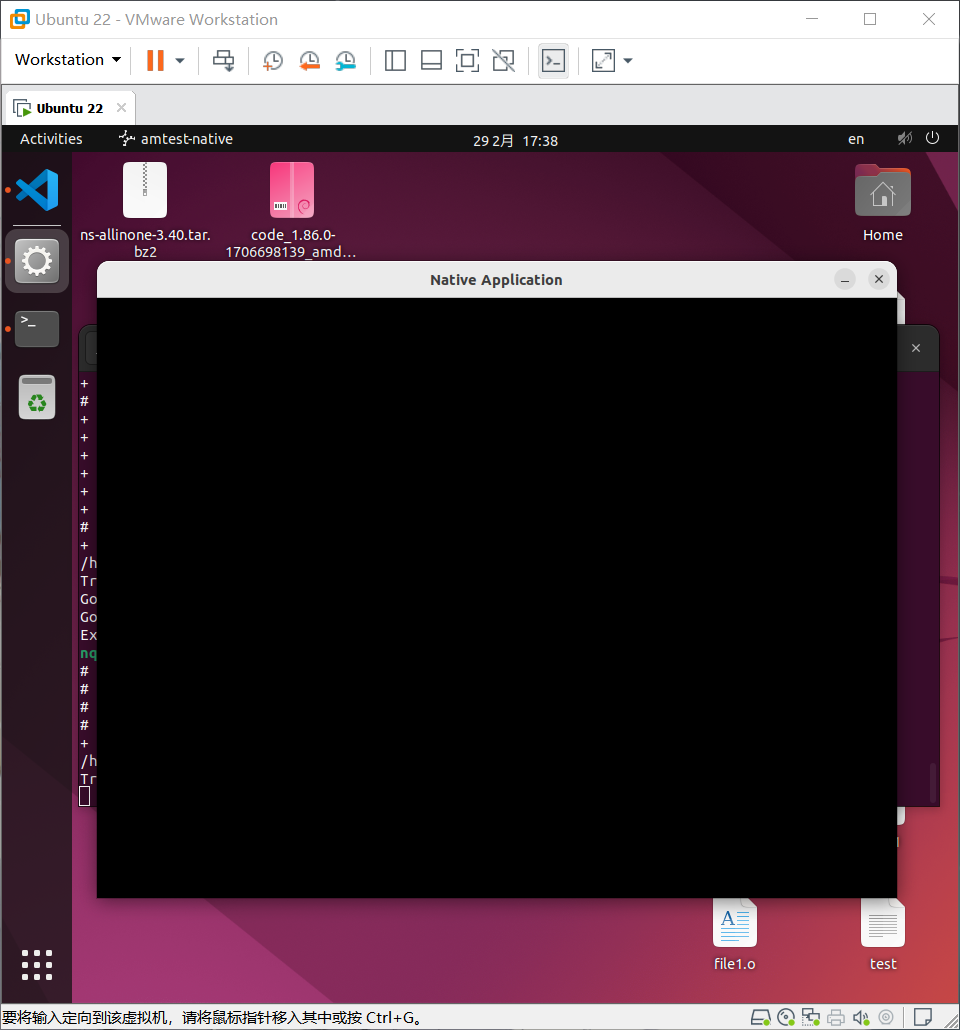 Ubuntu 22 - VMware Workstation
Workstation
Ubuntu 22
Activities
amtest-native
29 2月 17:38
en
ns-allinone-3.40.tar.
bz2
code_1.86.0-
1706698139_amd…
Home
Native Application
+
#
+
+
+
+
+
+
#
+
/h
Tr
Go
Go
Ex
nq
#
#
#
#
+
/h
Tr
file1.o
test
要将输入定向到该虚拟机，请将鼠标指针移入其中或按 Ctrl+G。